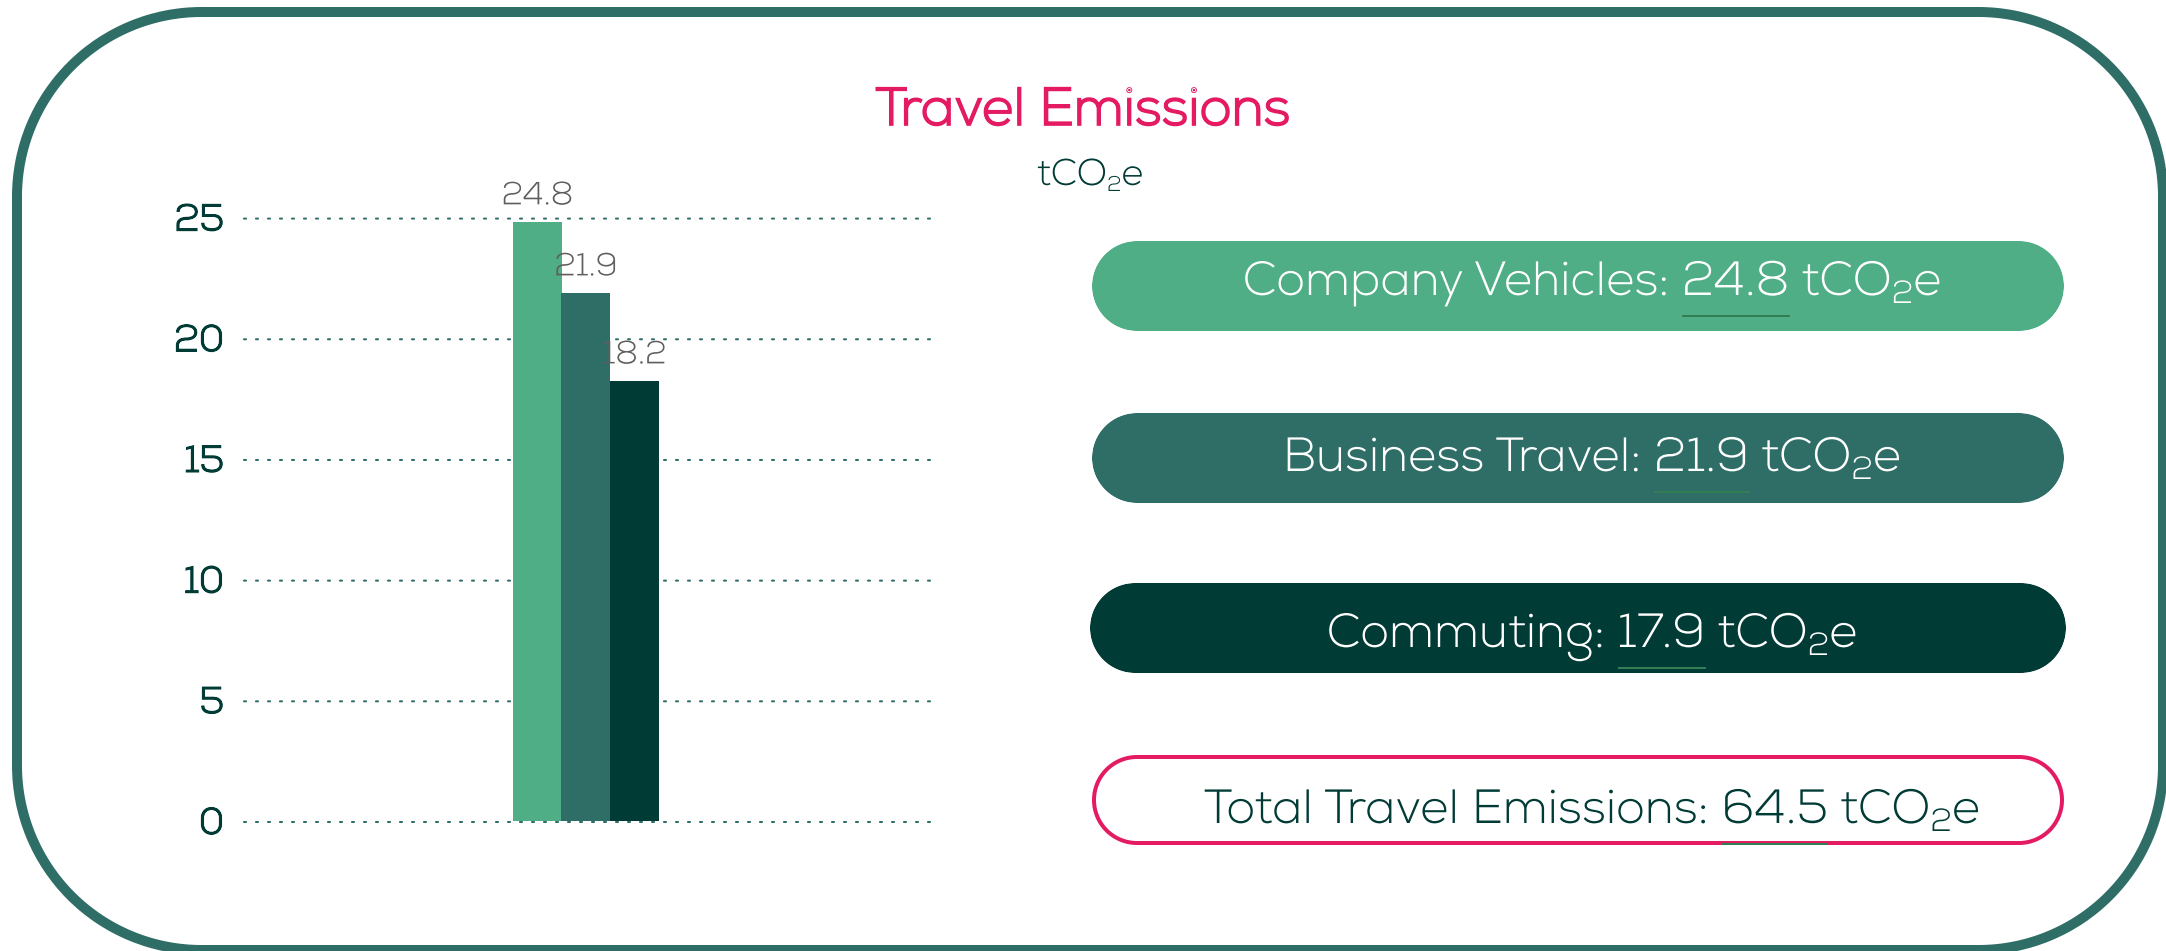 Travel Emissions
tCO₂e
24.8
21.9
18.2
25
20
15
10
5
0
Company Vehicles: 24.8 tCO₂e
Business Travel: 21.9 tCO₂e
Commuting: 17.9 tCO₂e
Total Travel Emissions: 64.5 tCO₂e